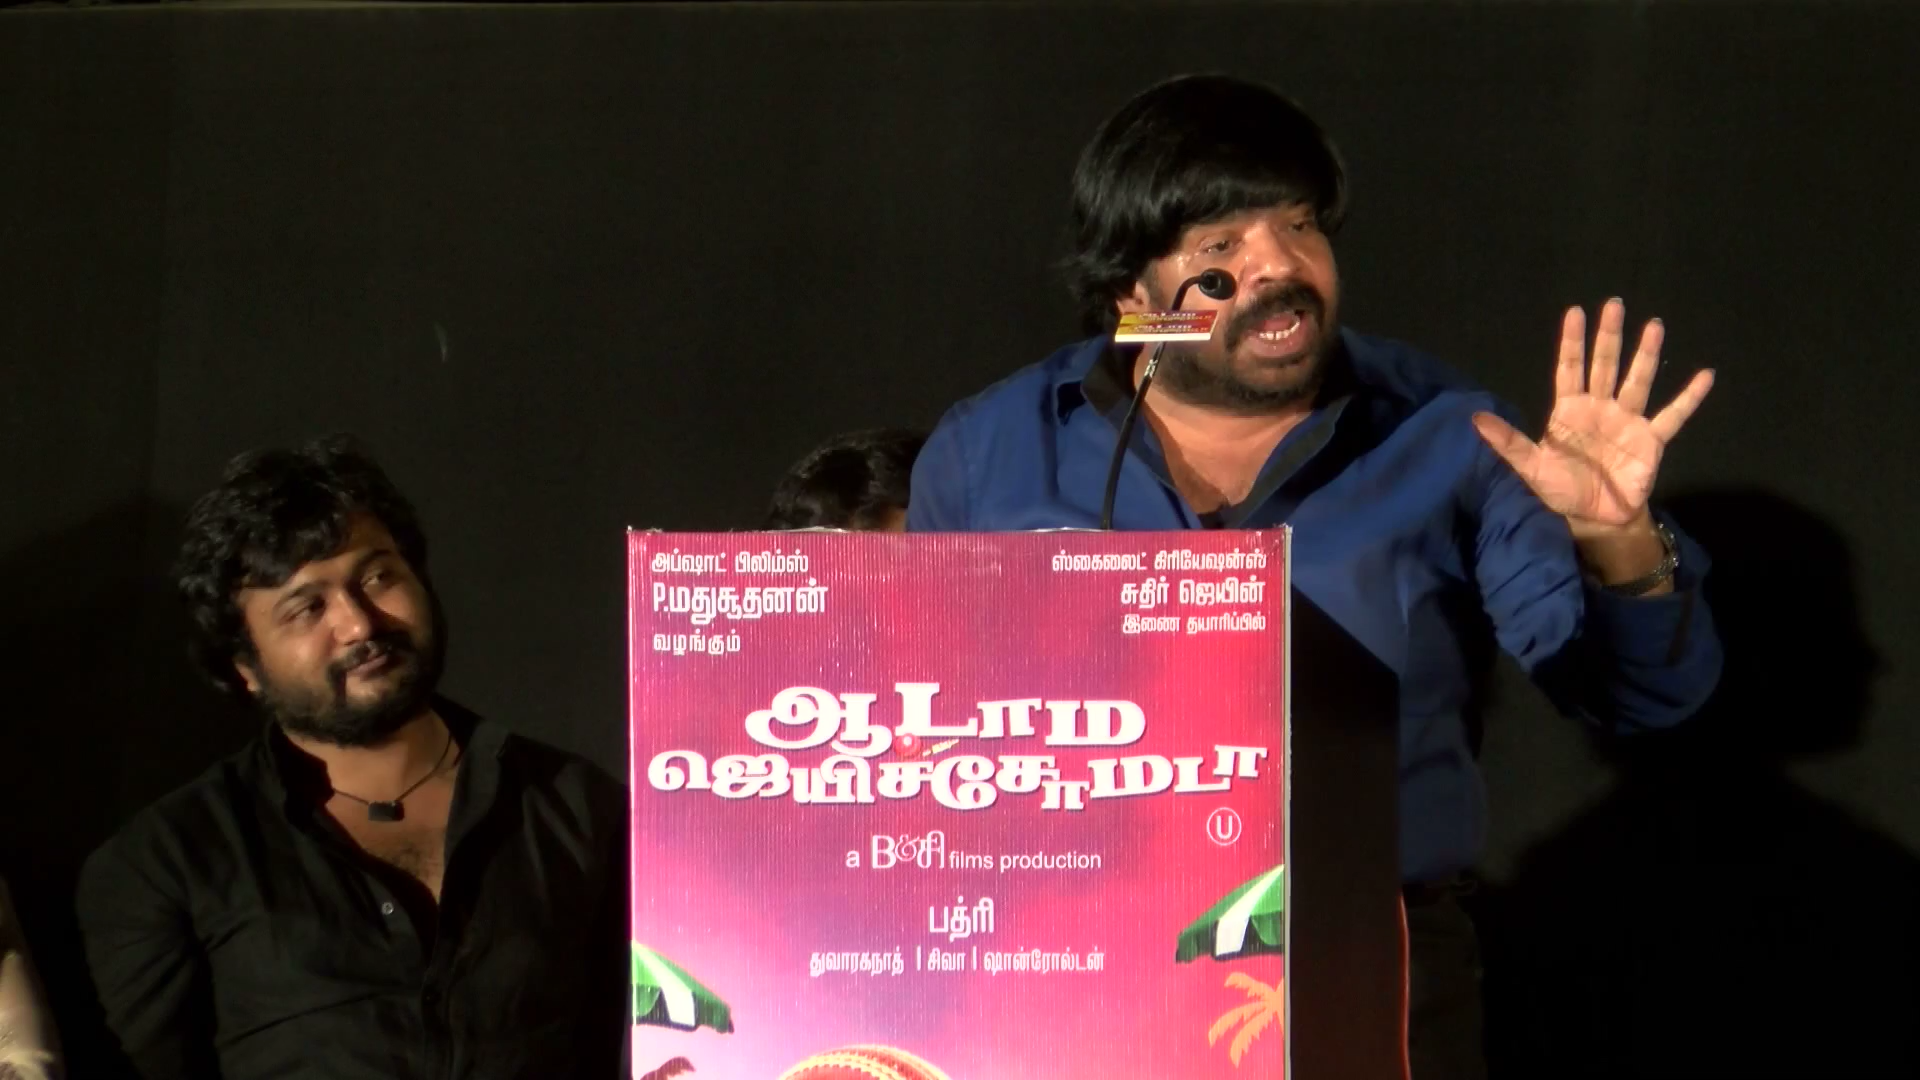 அப்ஷாட் பிலிம்ஸ்
P.மதுசூதனன்
வழங்கும்
ஸ்கைலைட் கிரியேஷன்ஸ்
சுதிர் ஜெயின்
இணை தயாரிப்பில்
ஆடாம
ஜெயிச்சோமடா
U
a B&C films production
பத்ரி
துவாரகநாத் | சிவா | ஷான்ரோல்டன்